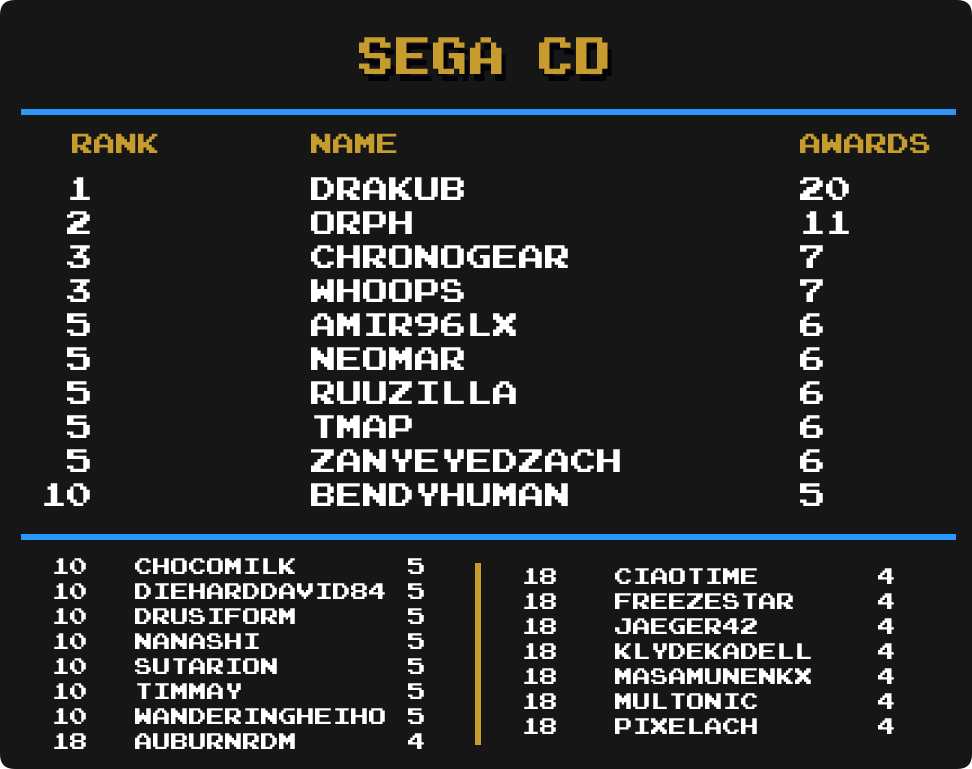 SEGA CD
RANK NAME AWARDS
1 DRAKUB 20
2 ORPH 11
3 CHRONOGEAR 7
3 WHOOPS 7
5 AMIR96LX 6
5 NEOMAR 6
5 RUUZILLA 6
5 TMAP 6
5 ZANYEYEDZACH 6
10 BENDYHUMAN 5
10 CHOCOMILK 5
10 DIEHARDDAVID84 5
10 DRUSIFORM 5
10 NANASHI 5
10 SUTARION 5
10 TIMMAY 5
10 WANDERINGHEIHO 5
18 AUBURNRDM 4
18 CIAOTIME 4
18 FREEZESTAR 4
18 JAEGER42 4
18 KLYDEKADELL 4
18 MASAMUNENKX 4
18 MULTONIC 4
18 PIXELACH 4